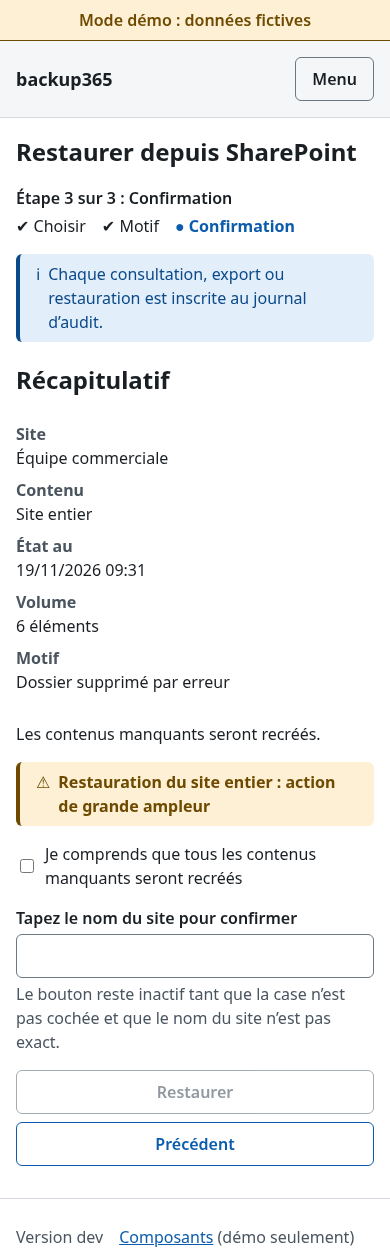 Mode démo : données fictives
backup365
Menu
Restaurer depuis SharePoint
Étape 3 sur 3 : Confirmation
✔ Choisir ✔ Motif ● Confirmation
i Chaque consultation, export ou
restauration est inscrite au journal
d’audit.
Récapitulatif
Site
Équipe commerciale
Contenu
Site entier
État au
19/11/2026 09:31
Volume
6 éléments
Motif
Dossier supprimé par erreur
Les contenus manquants seront recréés.
⚠ Restauration du site entier : action
de grande ampleur
Je comprends que tous les contenus
manquants seront recréés
Tapez le nom du site pour confirmer
Le bouton reste inactif tant que la case n’est
pas cochée et que le nom du site n’est pas
exact.
Restaurer
Précédent
Version dev Composants (démo seulement)